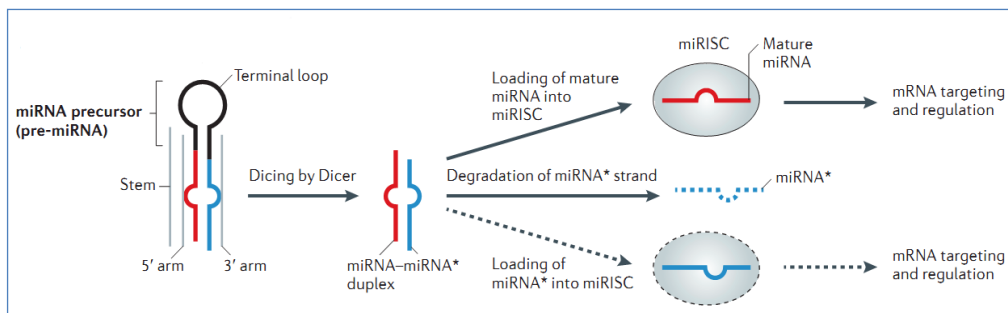 miRNA precursor
(pre-miRNA)
Terminal loop
Stem
5′ arm
3′ arm
Dicing by Dicer
miRNA–miRNA*
duplex
Loading of mature
miRNA into
miRISC
miRISC
Mature
miRNA
mRNA targeting
and regulation
Degradation of miRNA* strand
miRNA*
Loading of
miRNA* into miRISC
mRNA targeting
and regulation